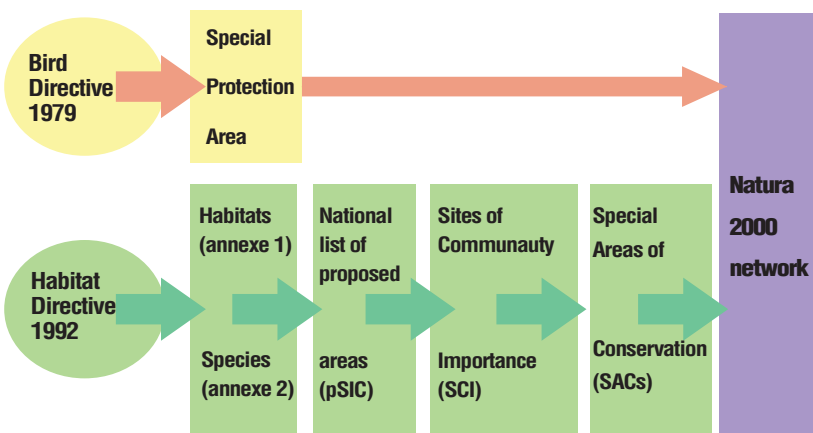 Bird
Directive
1979
Special
Protection
Area
Habitat
Directive
1992
Habitats
(annexe 1)
Species
(annexe 2)
National
list of
proposed
areas
(pSIC)
Sites of
Communauty
Importance
(SCI)
Special
Areas of
Conservation
(SACs)
Natura
2000
network